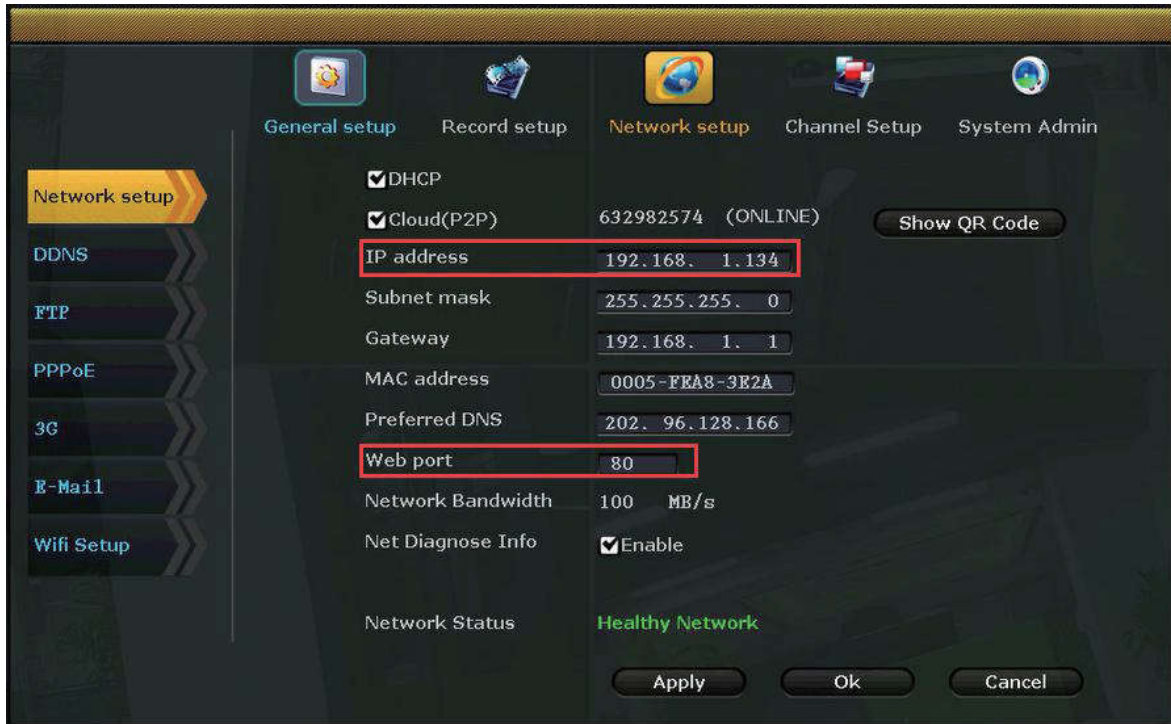 General setup Record setup Network setup Channel Setup System Admin
Network setup
DDNS
FTP
PPPoE
3G
E-Mail
Wifi Setup
DHCP
Cloud(P2P) 632982574 (ONLINE) Show QR Code
IP address 192.168. 1.134
Subnet mask 255.255.255. 0
Gateway 192.168. 1. 1
MAC address 0005-FEA8-3E2A
Preferred DNS 202. 96.128.166
Web port 80
Network Bandwidth 100 MB/s
Net Diagnose Info Enable
Network Status Healthy Network
Apply Ok Cancel